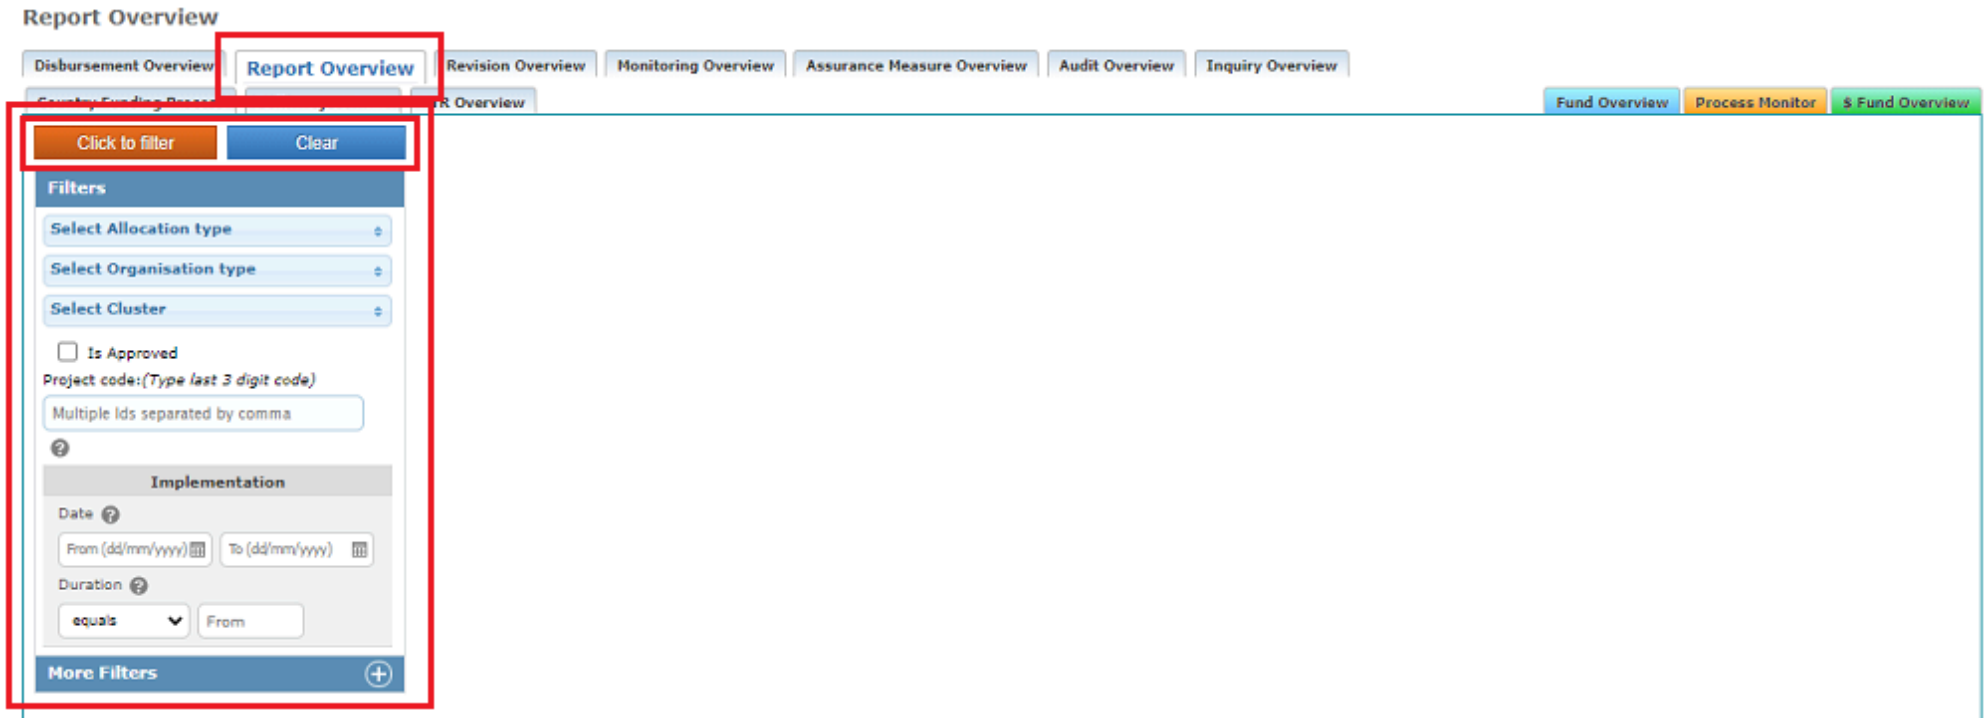 Report Overview
Disbursement Overview Report Overview Revision Overview Monitoring Overview Assurance Measure Overview Audit Overview Inquiry Overview
Country Funding R Overview Fund Overview Process Monitor $ Fund Overview
Click to filter Clear
Filters
Select Allocation type
Select Organisation type
Select Cluster
Is Approved
Project code:(Type last 3 digit code)
Multiple Ids separated by comma
Implementation
Date ?
From (dd/mm/yyyy) To (dd/mm/yyyy)
Duration ?
equals From
More Filters